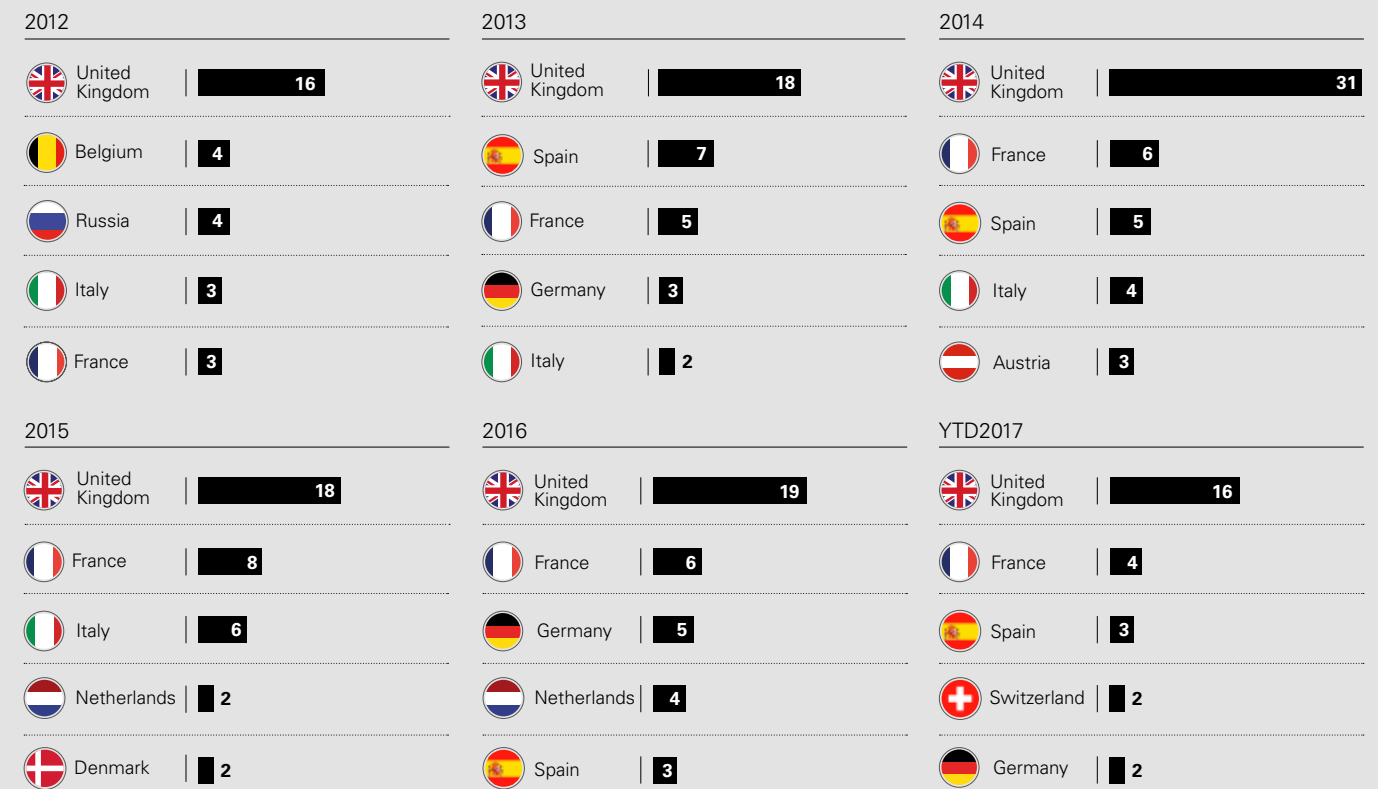 2012
United
Kingdom
16
Belgium
4
Russia
4
Italy
3
France
3
2013
United
Kingdom
18
Spain
7
France
5
Germany
3
Italy
2
2014
United
Kingdom
31
France
6
Spain
5
Italy
4
Austria
3
2015
United
Kingdom
18
France
8
Italy
6
Netherlands
2
Denmark
2
2016
United
Kingdom
19
France
6
Germany
5
Netherlands
4
Spain
3
YTD2017
United
Kingdom
16
France
4
Spain
3
Switzerland
2
Germany
2